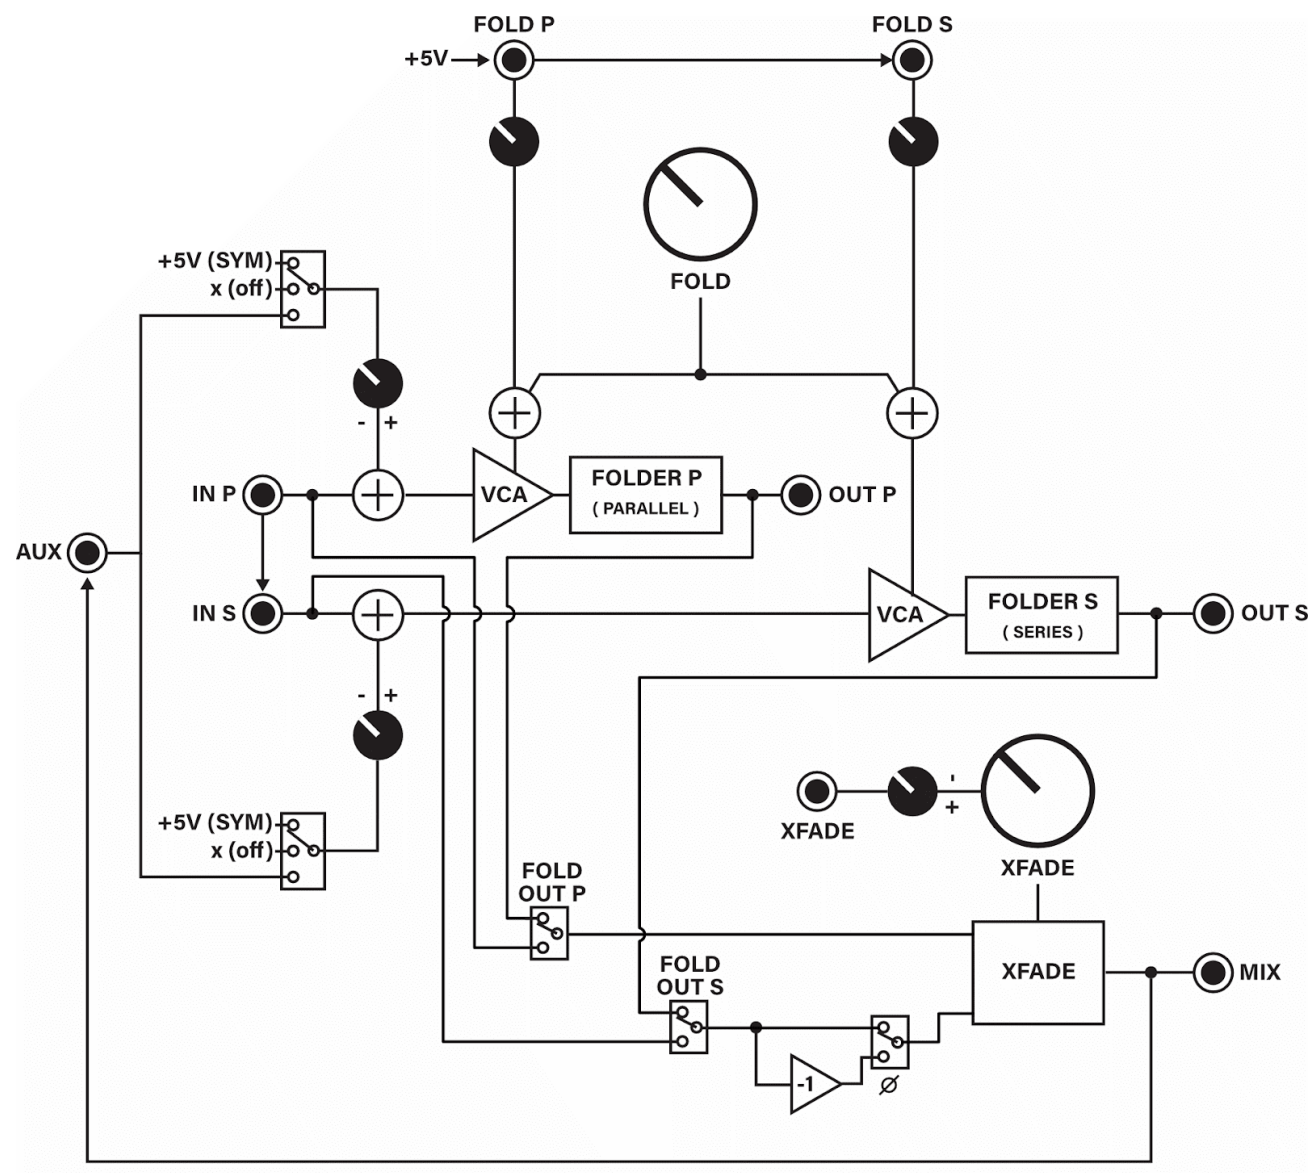 FOLD P
FOLD S
+5V
FOLD
+5V (SYM)
x (off)
- +
IN P
+
VCA
FOLDER P
( PARALLEL )
OUT P
AUX
IN S
VCA
FOLDER S
( SERIES )
OUT S
- +
+5V (SYM)
x (off)
XFADE
-
+
XFADE
FOLD
OUT P
XFADE
MIX
FOLD
OUT S
-1
Ø